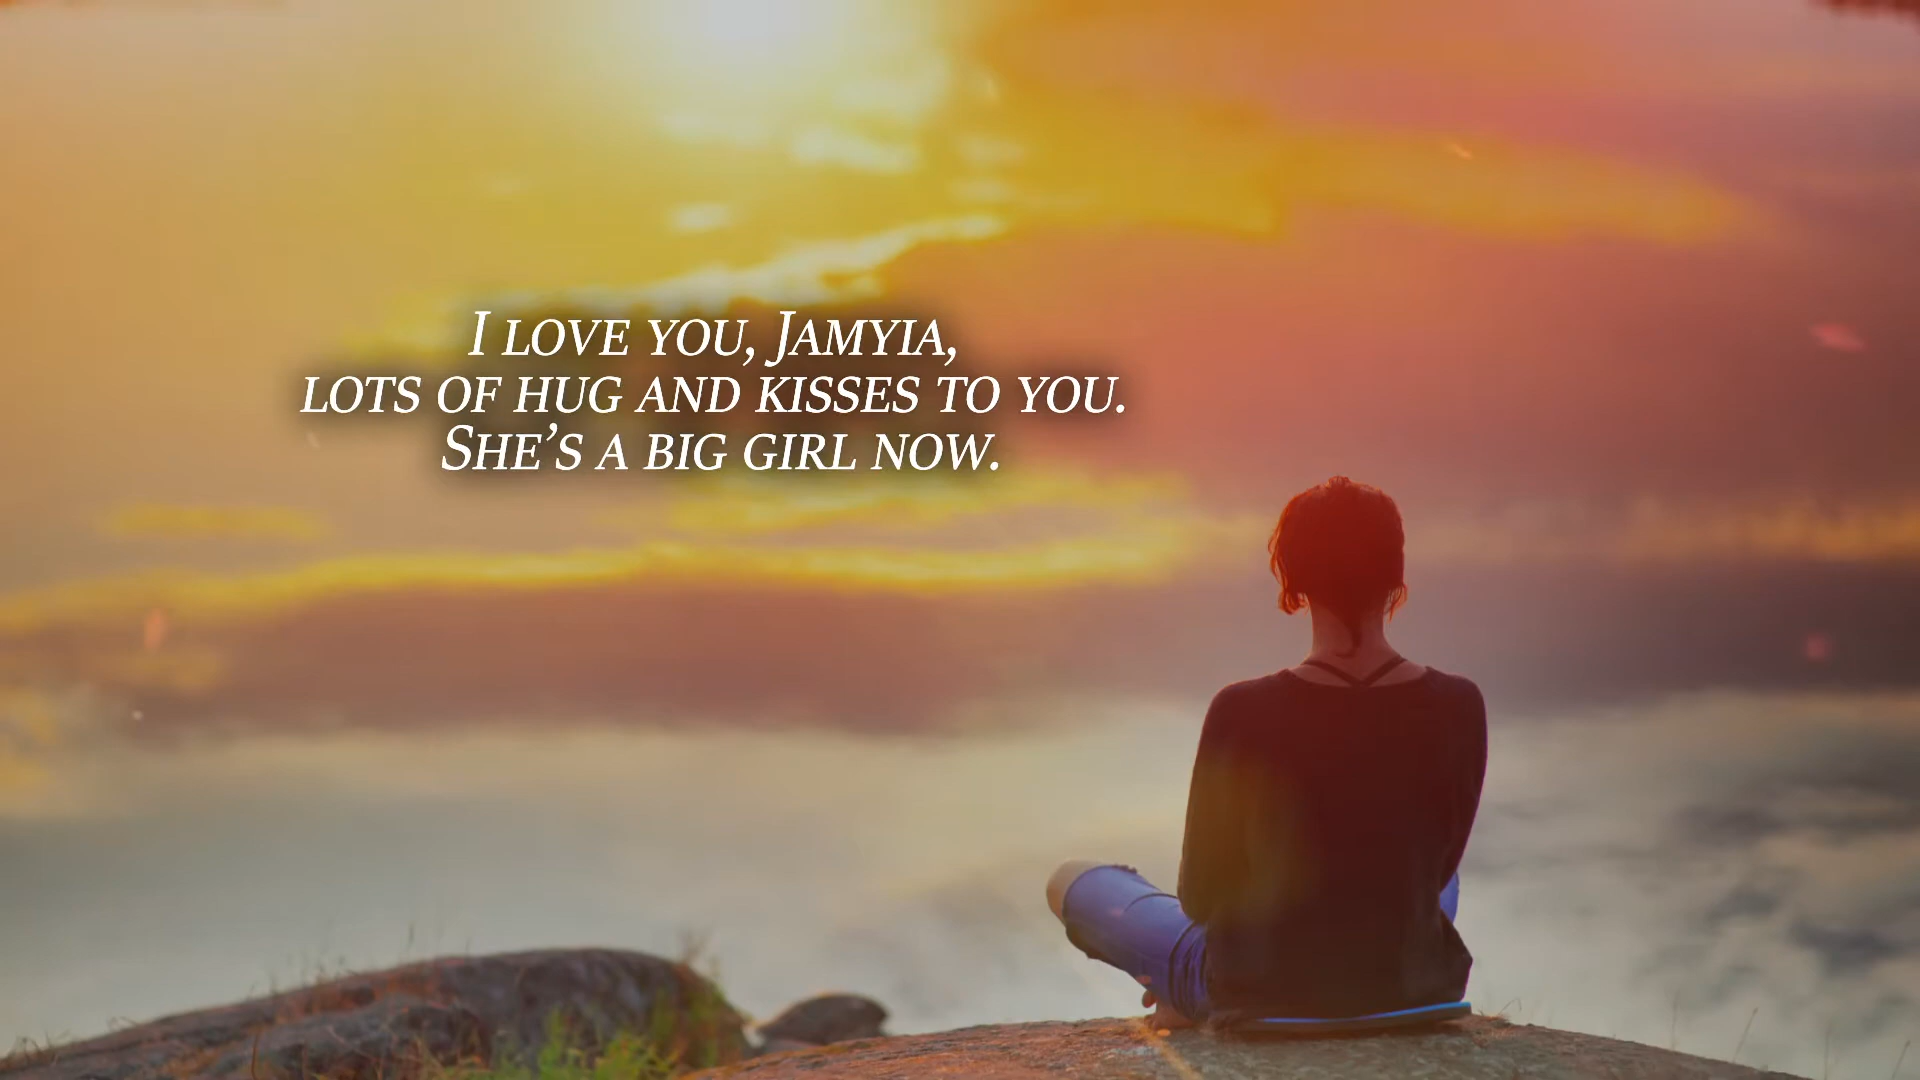 I LOVE YOU, JAMYIA,
LOTS OF HUG AND KISSES TO YOU.
SHE'S A BIG GIRL NOW.